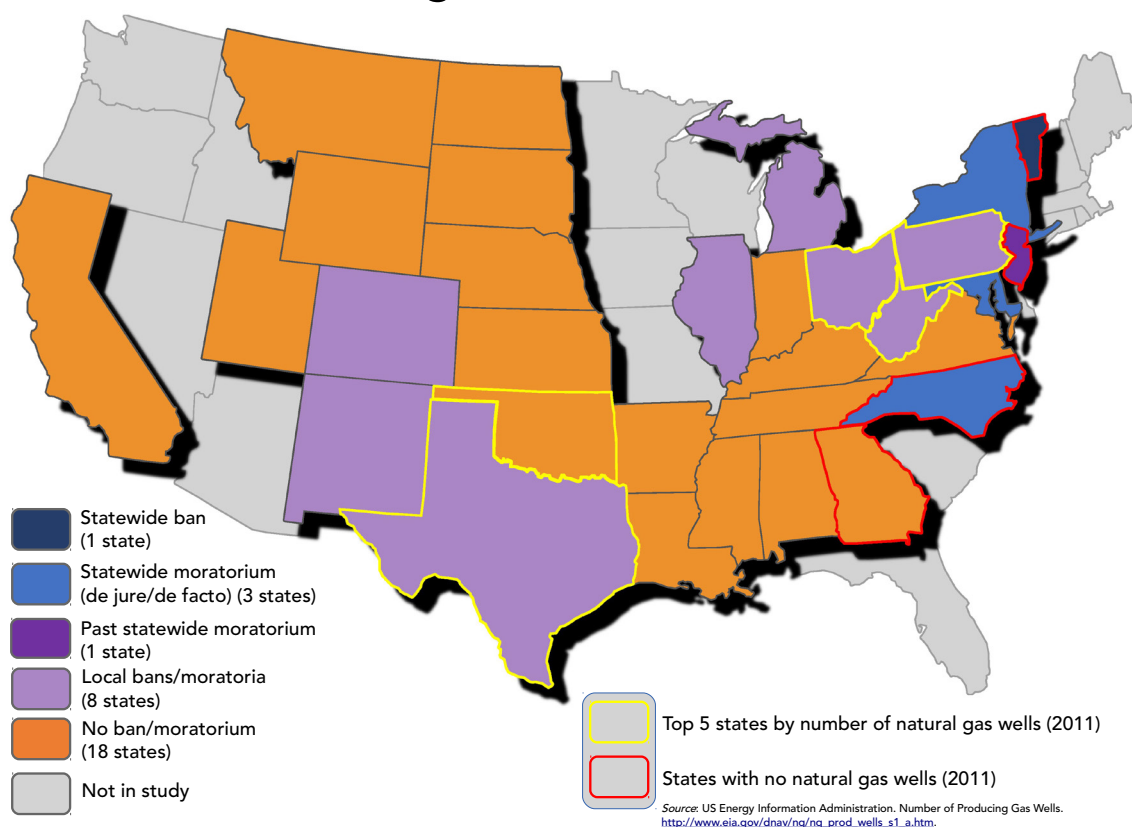 Statewide ban
(1 state)
Statewide moratorium
(de jure/de facto) (3 states)
Past statewide moratorium
(1 state)
Local bans/moratoria
(8 states)
No ban/moratorium
(18 states)
Not in study
Top 5 states by number of natural gas wells (2011)
States with no natural gas wells (2011)
Source: US Energy Information Administration. Number of Producing Gas Wells.
http://www.eia.gov/dnav/ng/ng_prod_wells_s1_a.htm.